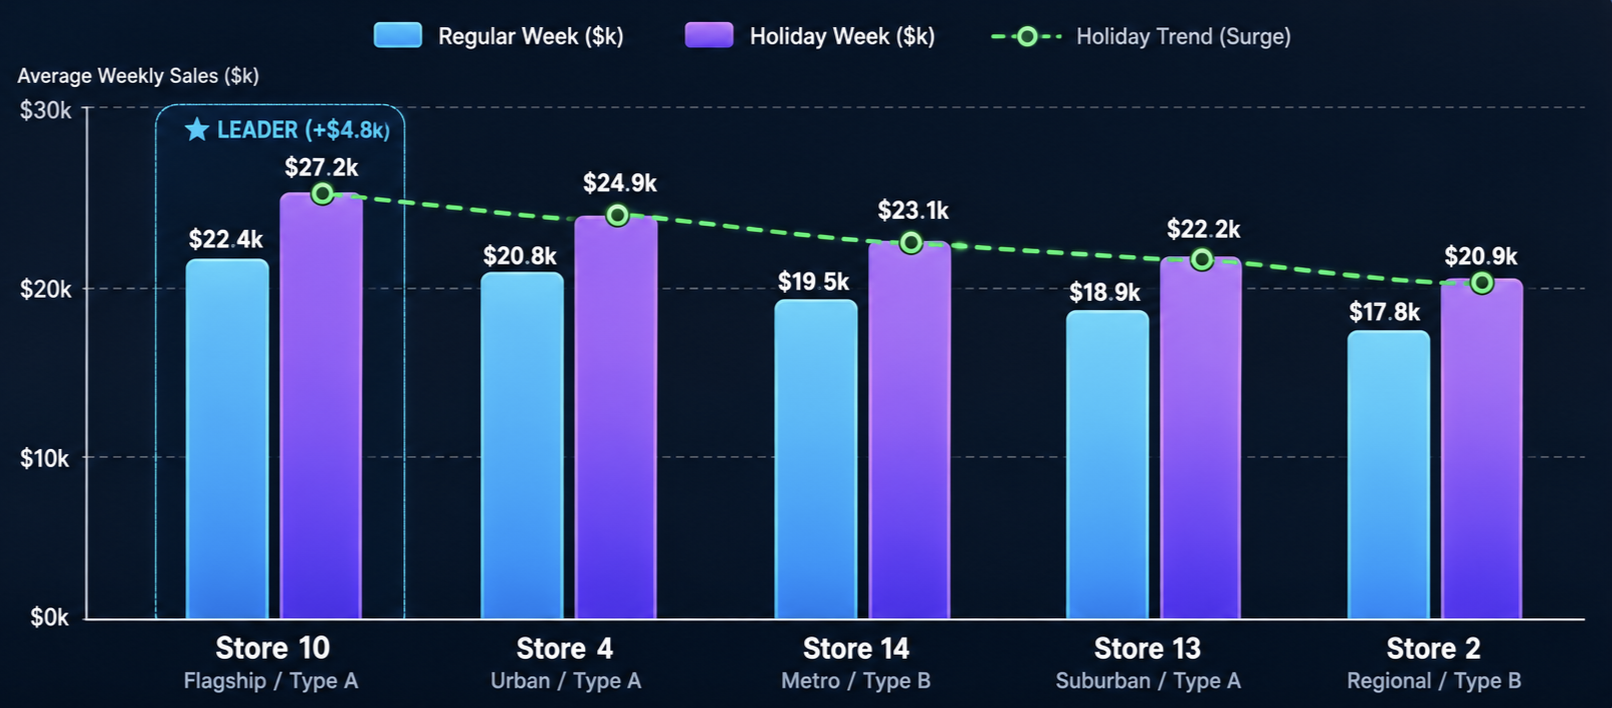 Regular Week ($k)
Holiday Week ($k)
Holiday Trend (Surge)
Average Weekly Sales ($k)
$30k
★ LEADER (+$4.8k)
$27.2k
$24.9k
$23.1k
$22.2k
$22.4k
$20.8k
$20.9k
$20k
$19.5k
$18.9k
$17.8k
$10k
$0k
Store 10
Store 4
Store 14
Store 13
Store 2
Flagship / Type A
Urban / Type A
Metro / Type B
Suburban / Type A
Regional / Type B